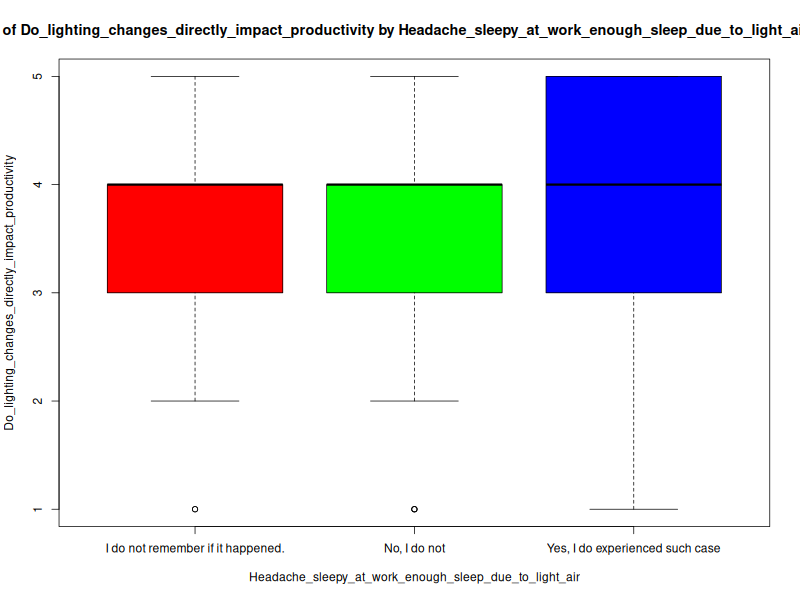 of Do_lighting_changes_directly_impact_productivity by Headache_sleepy_at_work_enough_sleep_due_to_light_ai
Do_lighting_changes_directly_impact_productivity
5
4
3
2
1
I do not remember if it happened.
No, I do not
Yes, I do experienced such case
Headache_sleepy_at_work_enough_sleep_due_to_light_air